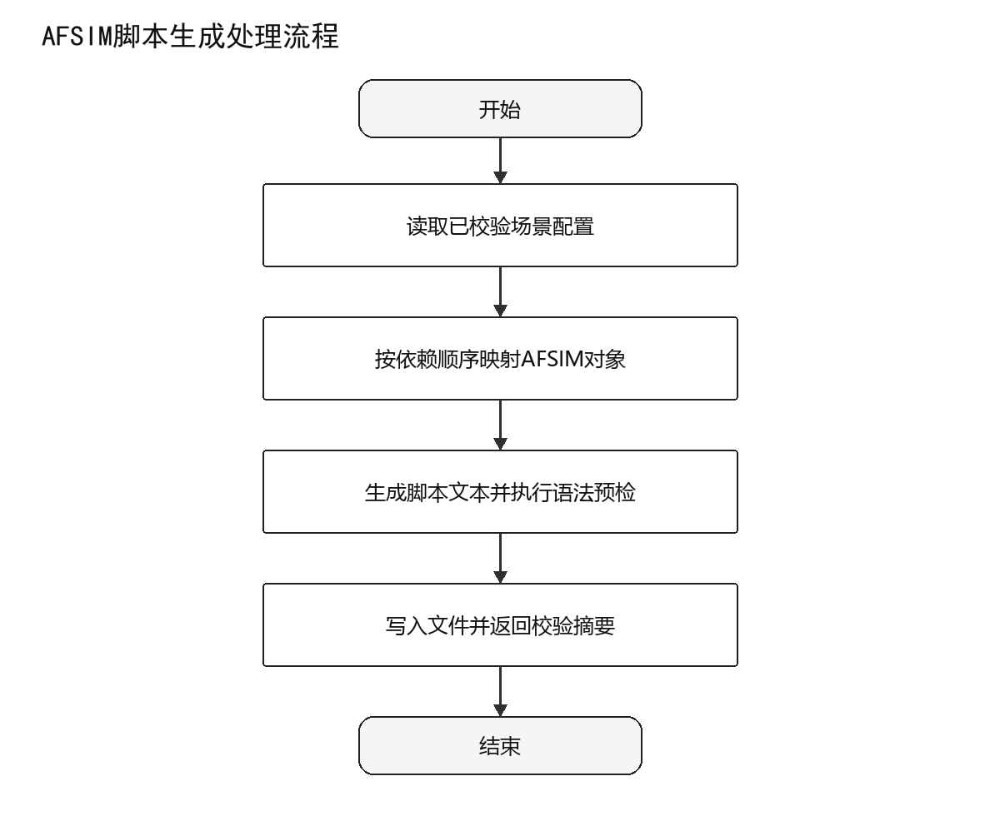 AFSIM脚本生成处理流程
开始
读取已校验场景配置
按依赖顺序映射AFSIM对象
生成脚本文本并执行语法预检
写入文件并返回校验摘要
结束